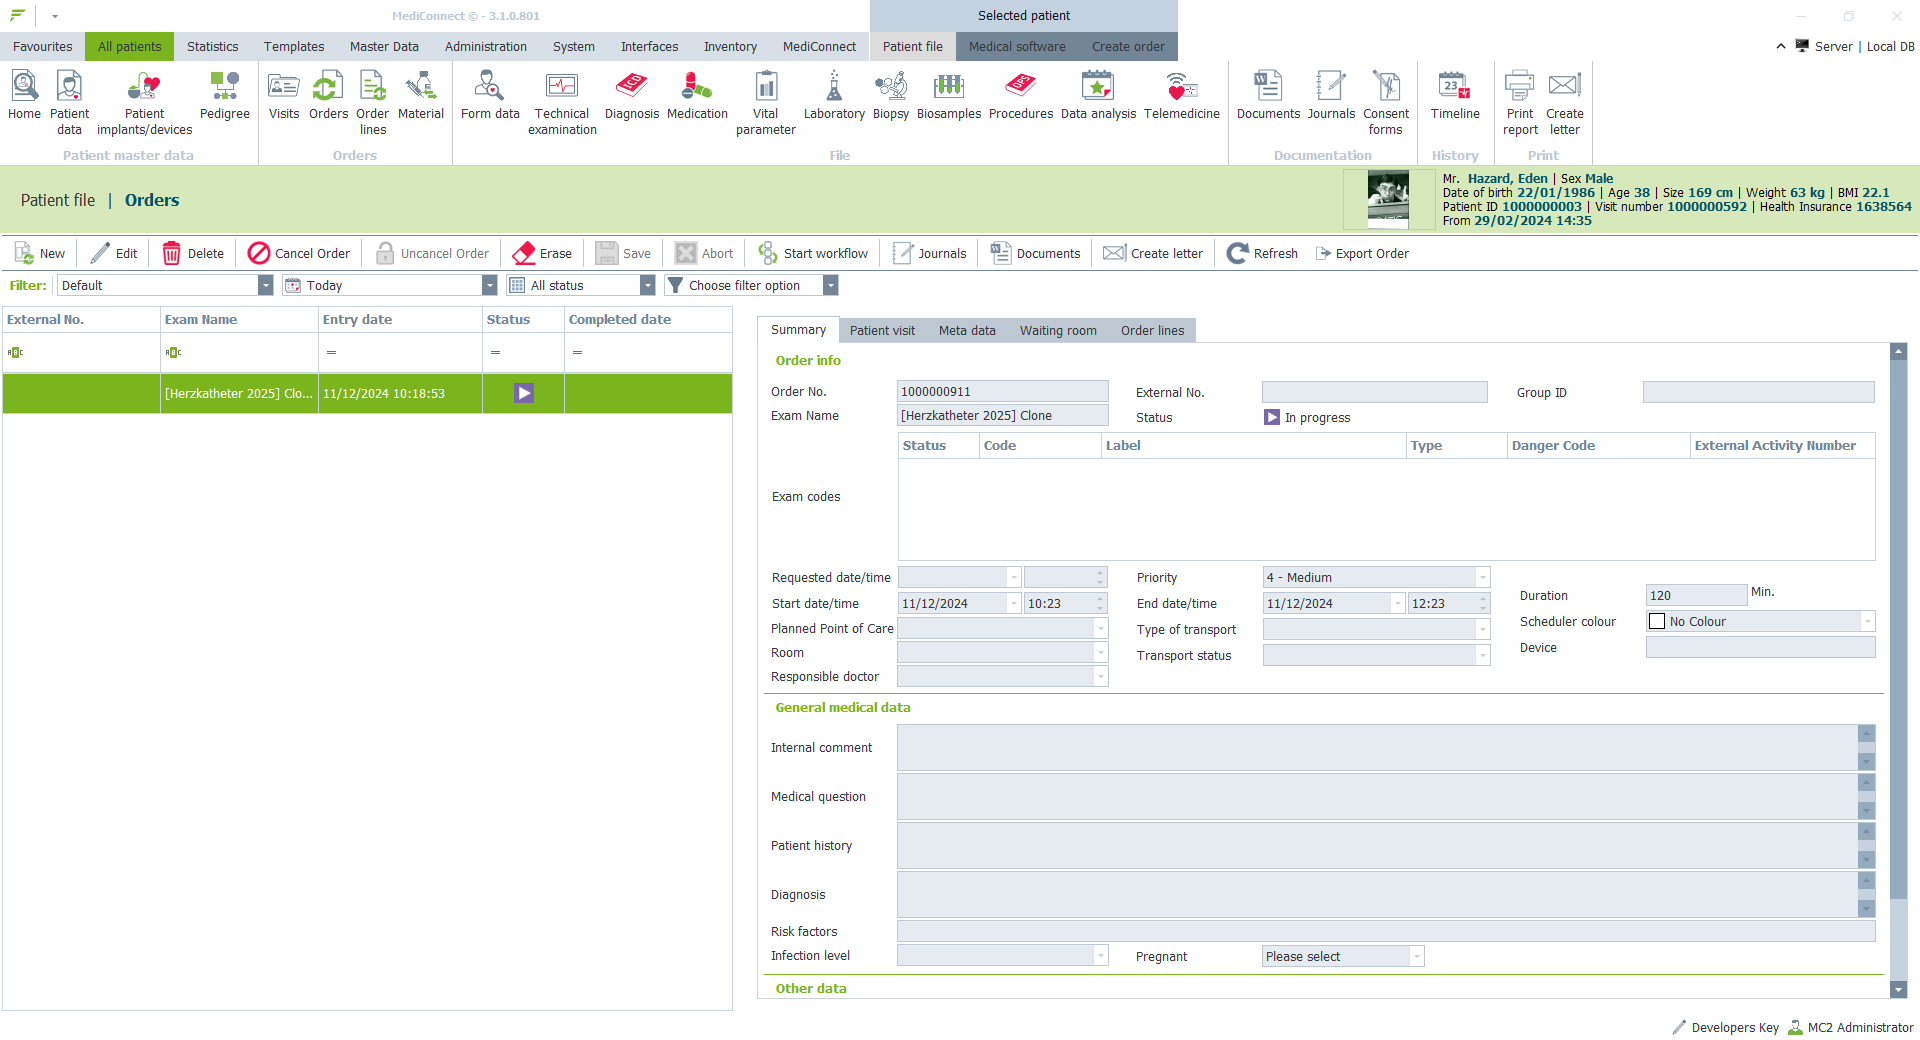 MediConnect © - 3.1.0.801
Selected patient
Favourites All patients Statistics Templates Master Data Administration System Interfaces Inventory MediConnect Patient file Medical software Create order Server | Local DB
Home Patient data Patient implants/devices Pedigree Visits Orders Order lines Material Form data Technical examination Diagnosis Medication Vital parameter Laboratory Biopsy Biosamples Procedures Data analysis Telemedicine Documents Journals Consent forms Timeline Print report Create letter
Patient master data Orders File Documentation History Print
Patient file | Orders
Mr. Hazard, Eden | Sex Male
Date of birth 22/01/1986 | Age 38 | Size 169 cm | Weight 63 kg | BMI 22.1
Patient ID 1000000003 | Visit number 1000000592 | Health Insurance 1638564
From 29/02/2024 14:35
New Edit Delete Cancel Order Uncancel Order Erase Save Abort Start workflow Journals Documents Create letter Refresh Export Order
Filter: Default Today All status Choose filter option
External No. Exam Name Entry date Status Completed date
[Herzkatheter 2025] Clo... 11/12/2024 10:18:53
Summary Patient visit Meta data Waiting room Order lines
Order info
Order No. 1000000911 External No. Group ID
Exam Name [Herzkatheter 2025] Clone Status In progress
Status Code Label Type Danger Code External Activity Number
Exam codes
Requested date/time Priority 4 - Medium
Duration 120 Min.
Start date/time 11/12/2024 10:23 End date/time 11/12/2024 12:23
Scheduler colour No Colour
Planned Point of Care Type of transport
Device
Room Transport status
Responsible doctor
General medical data
Internal comment
Medical question
Patient history
Diagnosis
Risk factors
Infection level Pregnant Please select
Other data
Developers Key MC2 Administrator